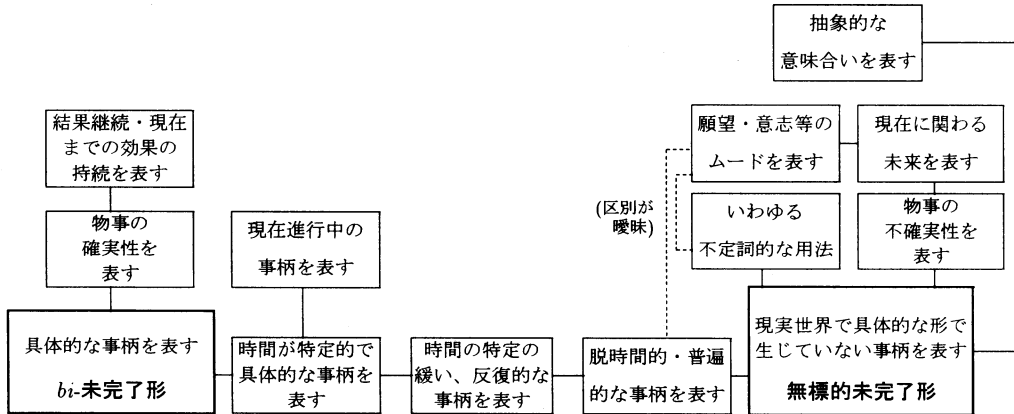 抽象的な
意味合いを表す
結果継続・現在
までの効果の
持続を表す
願望・意志等の
ムードを表す
現在に関わる
未来を表す
物事の
確実性を
表す
現在進行中の
事柄を表す
(区別が
曖昧)
いわゆる
不定詞的な用法
物事の
不確実性を
表す
具体的な事柄を表す
bi-未完了形
時間が特定的で
具体的な事柄を
表す
時間の特定の
緩い、反復的な
事柄を表す
脱時間的・普遍
的な事柄を表す
現実世界で具体的な形で
生じていない事柄を表す
無標的未完了形